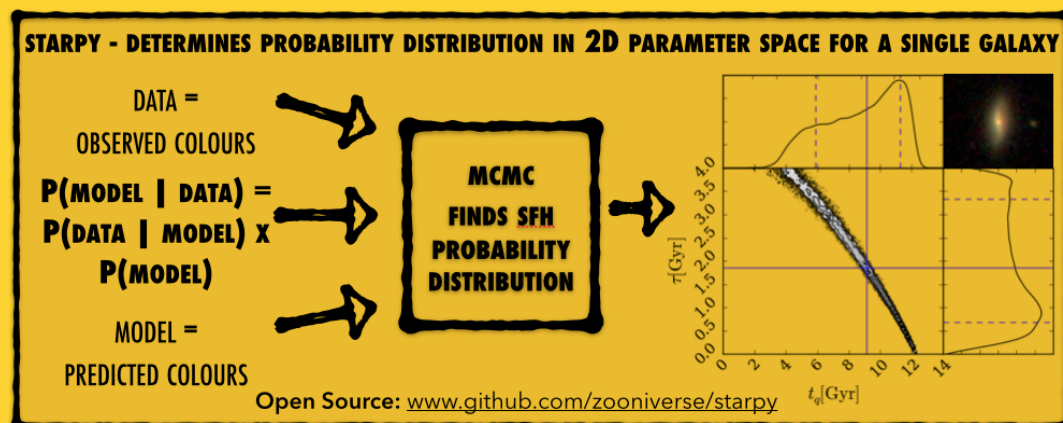 STARPY - DETERMINES PROBABILITY DISTRIBUTION IN 2D PARAMETER SPACE FOR A SINGLE GALAXY
DATA =
OBSERVED COLOURS
P(MODEL | DATA) =
P(DATA | MODEL) X
P(MODEL)
MODEL =
PREDICTED COLOURS
MCMC
FINDS SFH
PROBABILITY
DISTRIBUTION
4.0
3.5
3.0
2.5
2.0
1.5
1.0
0.5
0.0
τ[Gyr]
0 2 4 6 8 10 12 14
t_q[Gyr]
Open Source: www.github.com/zooniverse/starpy